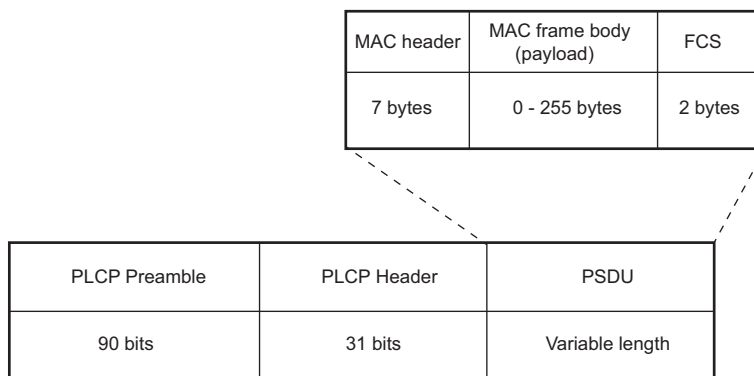 MAC header
MAC frame body
(payload)
FCS
7 bytes
0 - 255 bytes
2 bytes
PLCP Preamble
PLCP Header
PSDU
90 bits
31 bits
Variable length